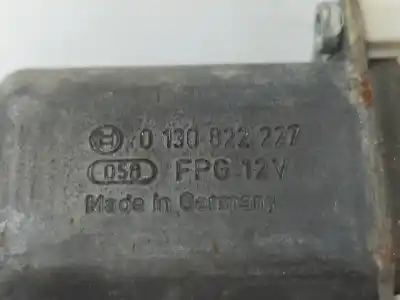 0 130 822 227
058 FPG 12V
Made in Germany